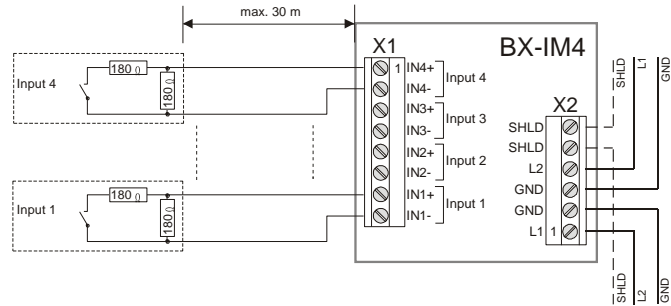 max. 30 m
X1
BX-IM4
180 Ω
180 Ω
Input 4
1
IN4+
IN4-
Input 4
IN3+
IN3-
Input 3
IN2+
IN2-
Input 2
IN1+
IN1-
Input 1
180 Ω
180 Ω
Input 1
X2
SHLD
SHLD
L2
GND
GND
L1
1
SHLD
L1
GND
SHLD
L2
GND